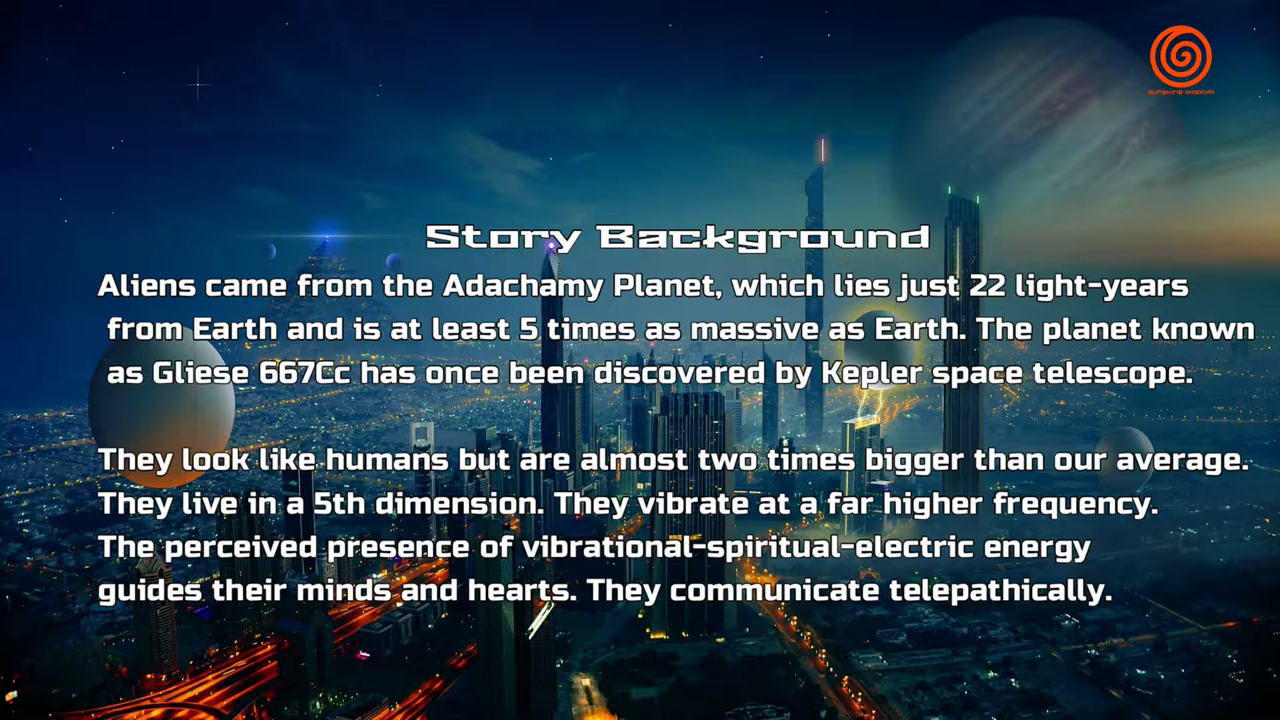 SUNSHINE WISDOM
Story Background
Aliens came from the Adachamy Planet, which lies just 22 light-years
from Earth and is at least 5 times as massive as Earth. The planet known
as Gliese 667Cc has once been discovered by Kepler space telescope.
They look like humans but are almost two times bigger than our average.
They live in a 5th dimension. They vibrate at a far higher frequency.
The perceived presence of vibrational-spiritual-electric energy
guides their minds and hearts. They communicate telepathically.